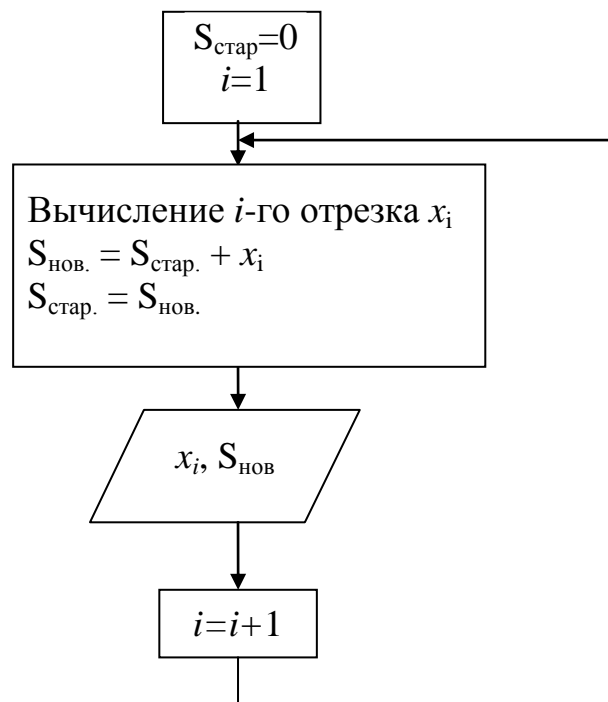 Sстар=0
i=1
Вычисление i-го отрезка xi
Sнов. = Sстар. + xi
Sстар. = Sнов.
xi, Sнов
i=i+1